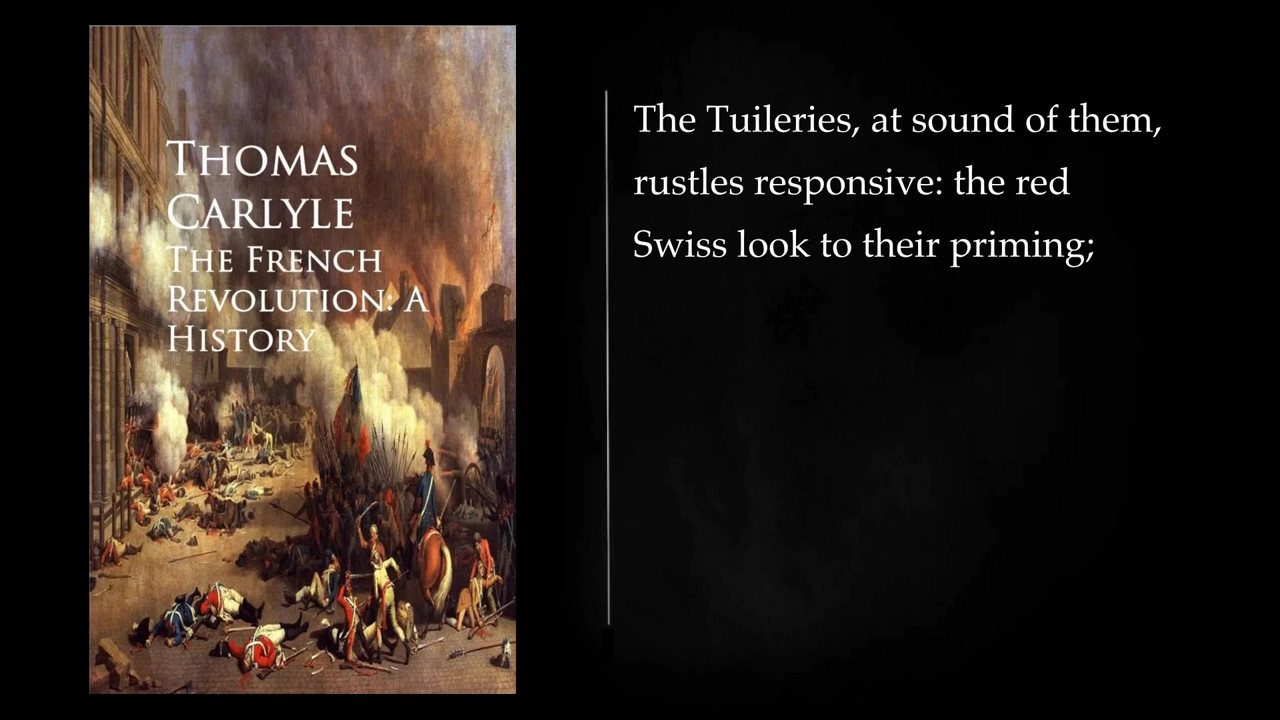 THOMAS
CARLYLE
THE FRENCH
REVOLUTION: A
HISTORY
The Tuileries, at sound of them,
rustles responsive: the red
Swiss look to their priming;